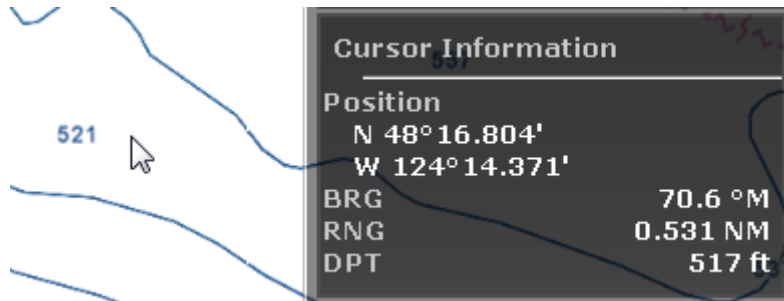 Cursor Information
537
Position
N 48°16.804'
W 124°14.371'
BRG 70.6 °M
RNG 0.531 NM
DPT 517 ft
521